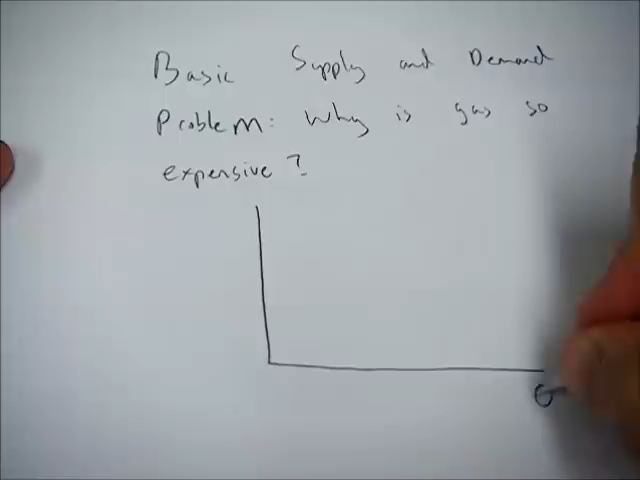 Basic Supply and Demand
Problem: Why is gas so
expensive?